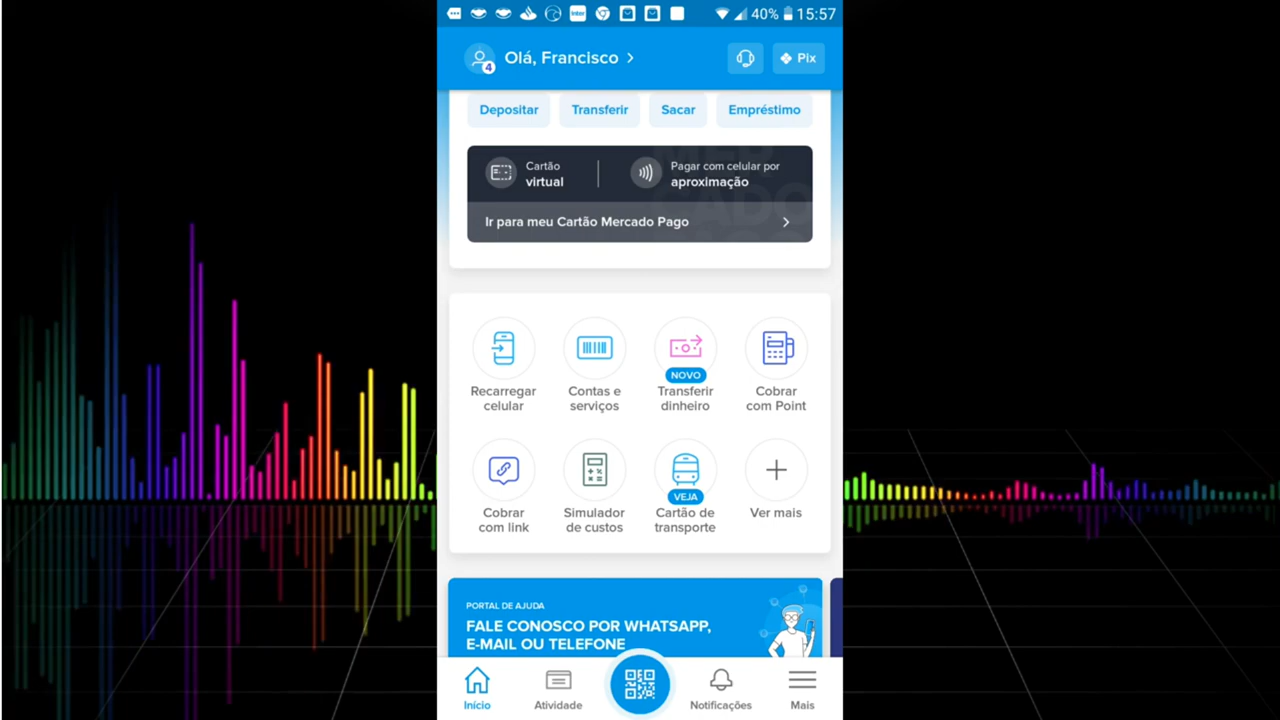 40% 15:57
Olá, Francisco
4
Pix
Depositar Transferir Sacar Empréstimo
Cartão
virtual
Pagar com celular por
aproximação
Ir para meu Cartão Mercado Pago
Recarregar
celular
Contas e
serviços
NOVO
Transferir
dinheiro
Cobrar
com Point
Cobrar
com link
Simulador
de custos
VEJA
Cartão de
transporte
Ver mais
PORTAL DE AJUDA
FALE CONOSCO POR WHATSAPP,
E-MAIL OU TELEFONE
Início Atividade Notificações Mais